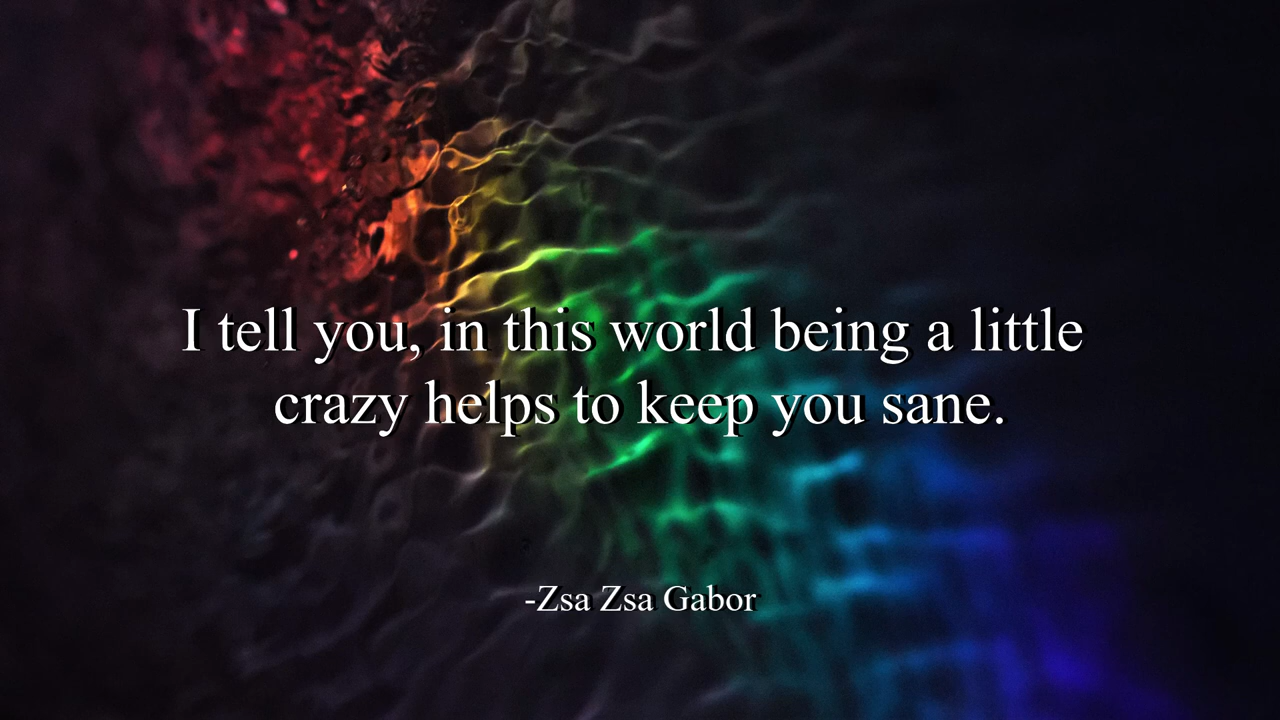 I tell you, in this world being a little
crazy helps to keep you sane.
-Zsa Zsa Gabor